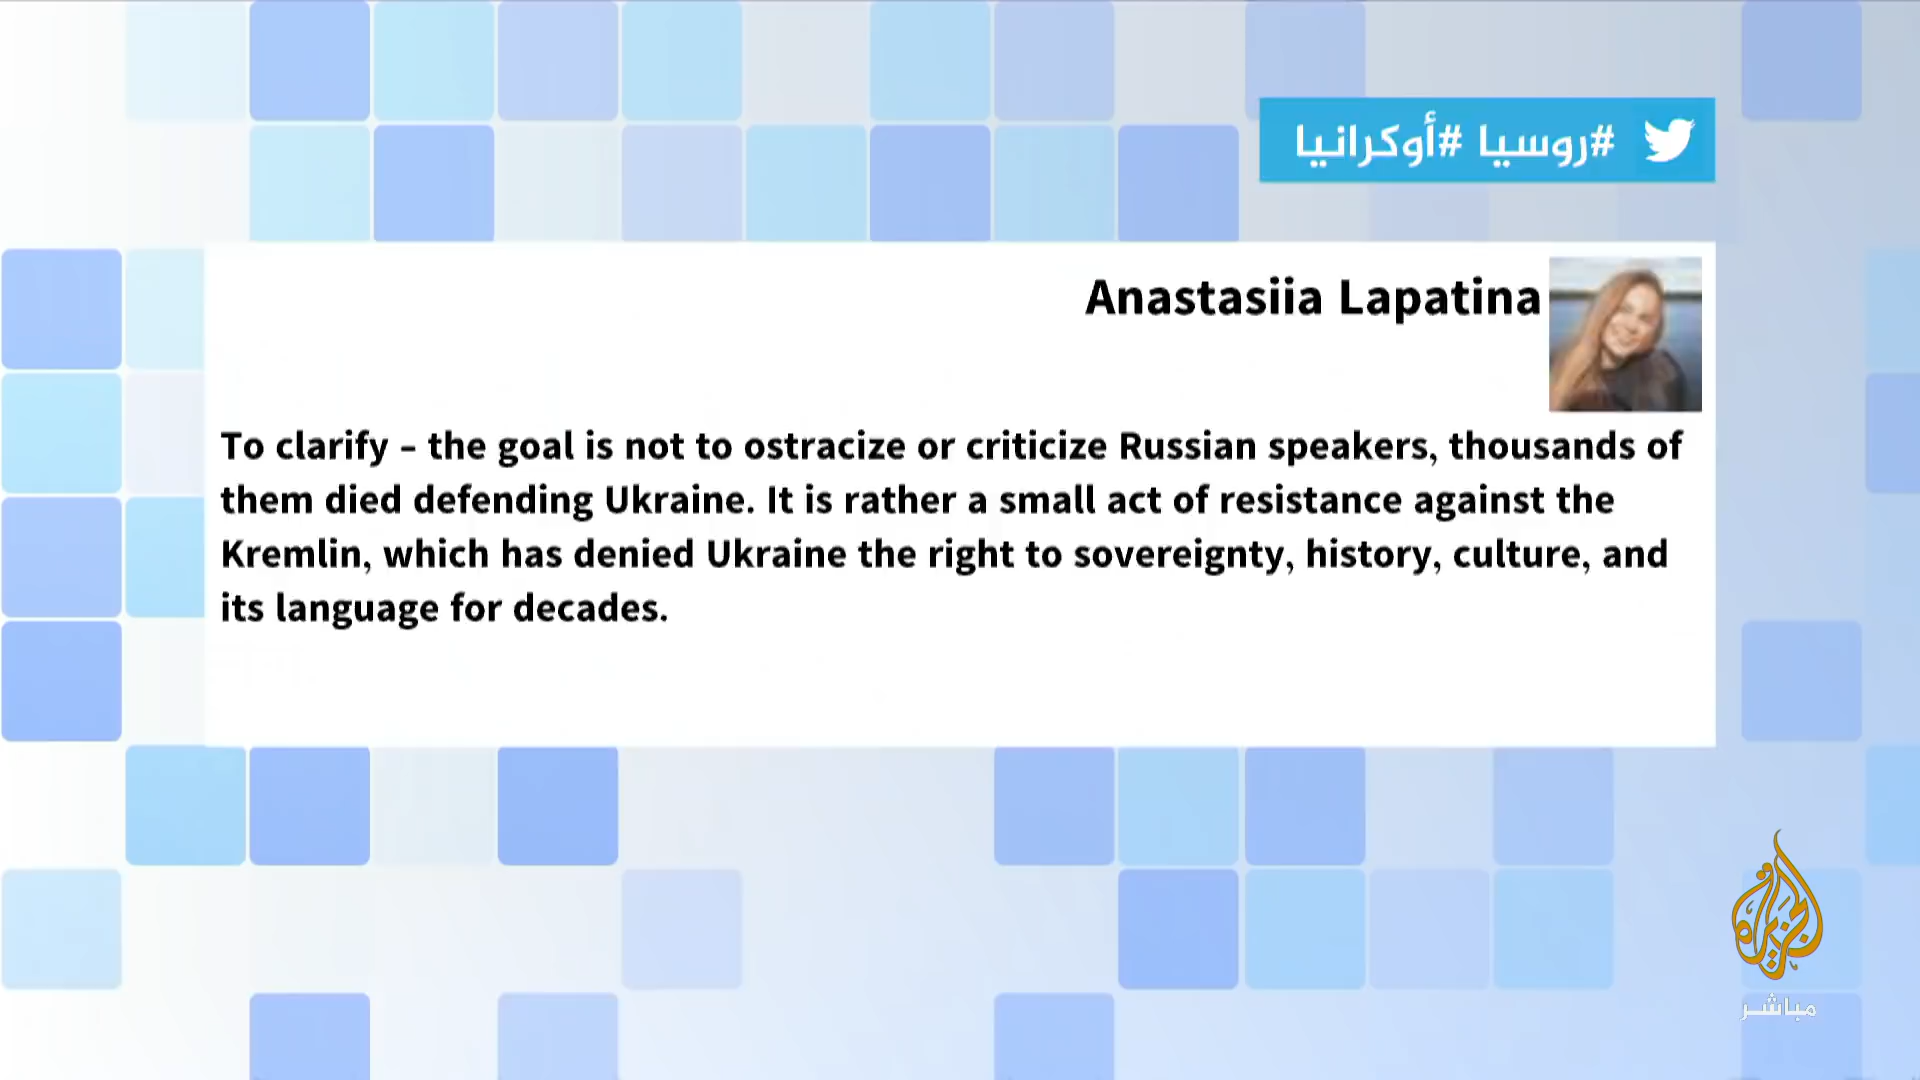 #روسيا #أوكرانيا
Anastasiia Lapatina
To clarify – the goal is not to ostracize or criticize Russian speakers, thousands of
them died defending Ukraine. It is rather a small act of resistance against the
Kremlin, which has denied Ukraine the right to sovereignty, history, culture, and
its language for decades.
الجزيرة
مباشر